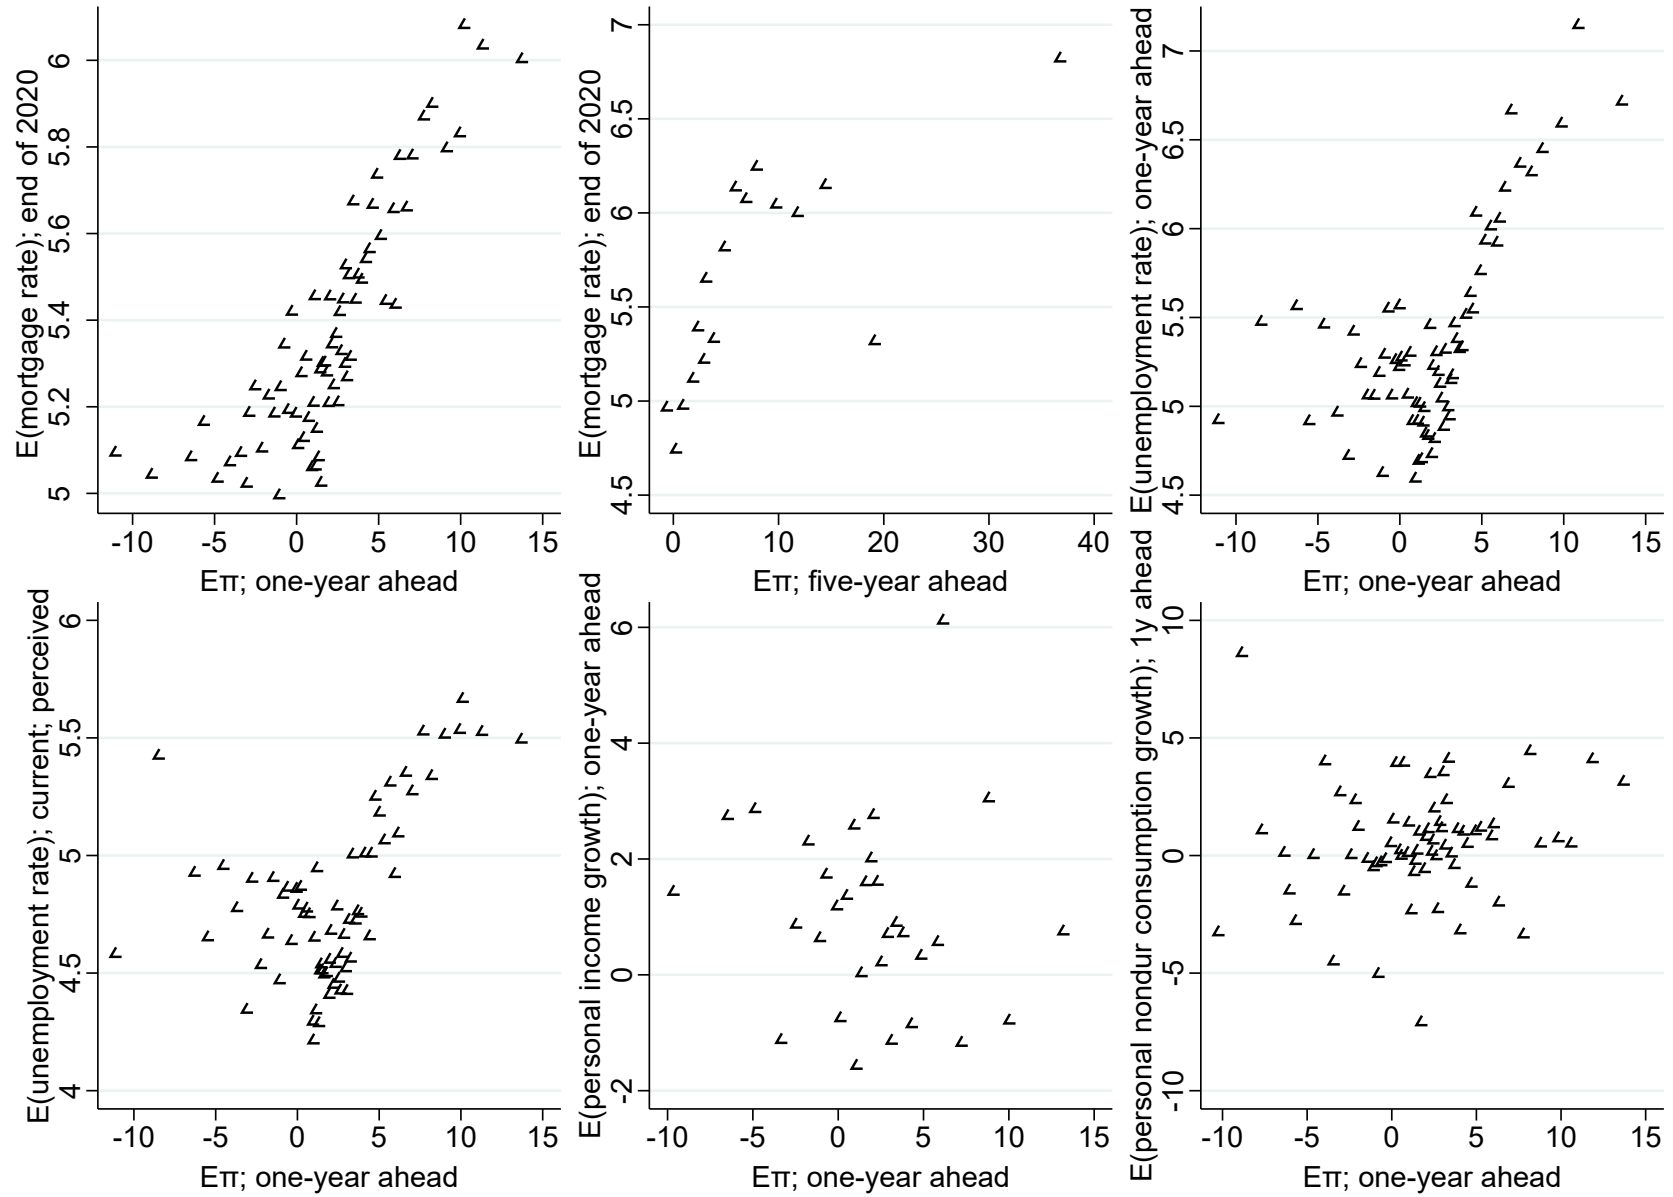 E(mortgage rate); end of 2020
6
5.8
5.6
5.4
5.2
5
-10 -5 0 5 10 15
Eπ; one-year ahead
E(mortgage rate); end of 2020
7
6.5
6
5.5
5
4.5
0 10 20 30 40
Eπ; five-year ahead
E(unemployment rate); one-year ahead
7
6.5
6
5.5
5
4.5
-10 -5 0 5 10 15
Eπ; one-year ahead
E(unemployment rate); current; perceived
6
5.5
5
4.5
4
-10 -5 0 5 10 15
Eπ; one-year ahead
E(personal income growth); one-year ahead
6
4
2
0
-2
-10 -5 0 5 10 15
Eπ; one-year ahead
E(personal nondur consumption growth); 1y ahead
10
5
0
-5
-10
-10 -5 0 5 10 15
Eπ; one-year ahead